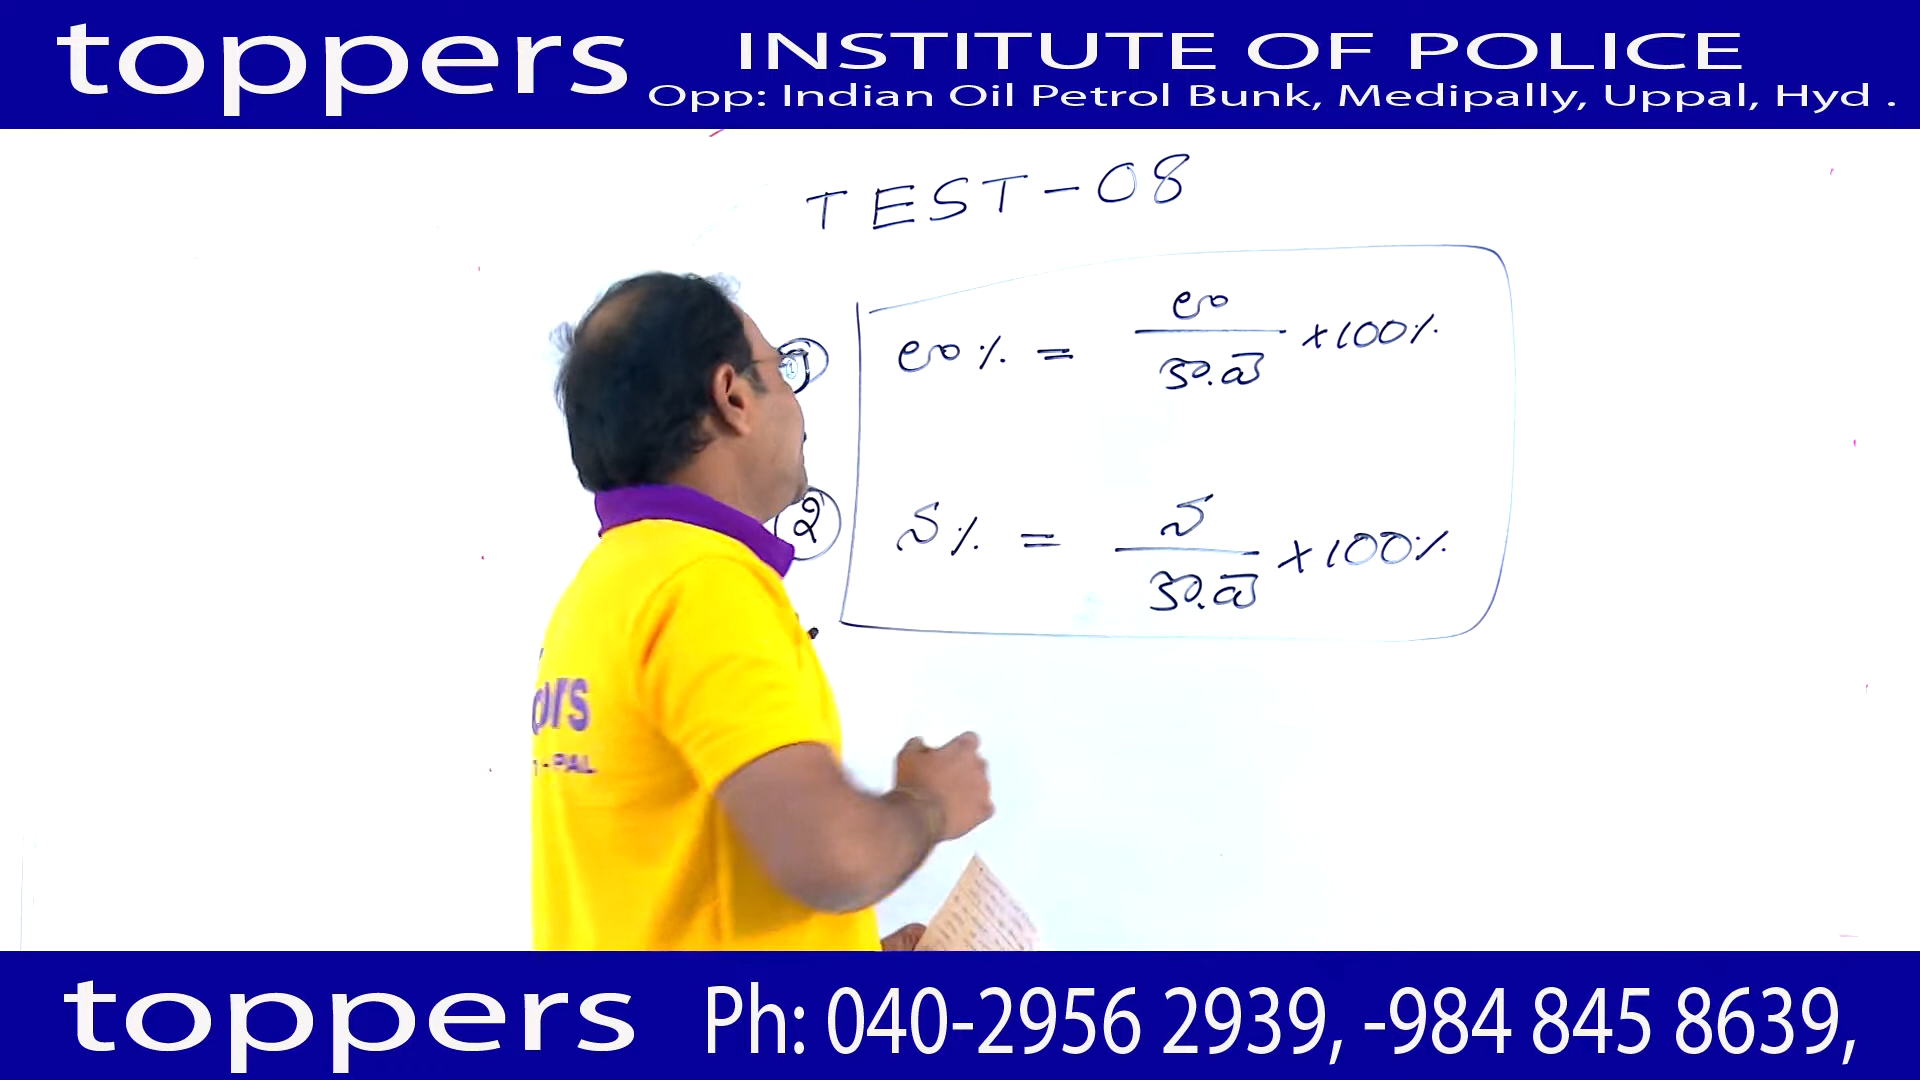 toppers
INSTITUTE OF POLICE
Opp: Indian Oil Petrol Bunk, Medipally, Uppal, Hyd .
TEST-08
లా% = లా / కొ.వె ×100%
2 న% = న / కొ.వె ×100%
toppers
Ph: 040-2956 2939, -984 845 8639,